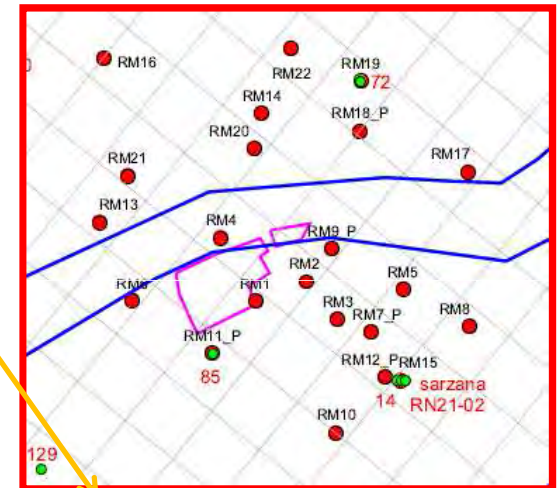 RM16
RM22
RM19
72
RM14
RM18_P
RM20
RM17
RM21
RM13
RM4
RM9_P
RM2
RM5
RM1
RM3
RM7_P
RM8
RM11_P
85
RM12_P
RM15
14
sarzana
RN21-02
RM10
129